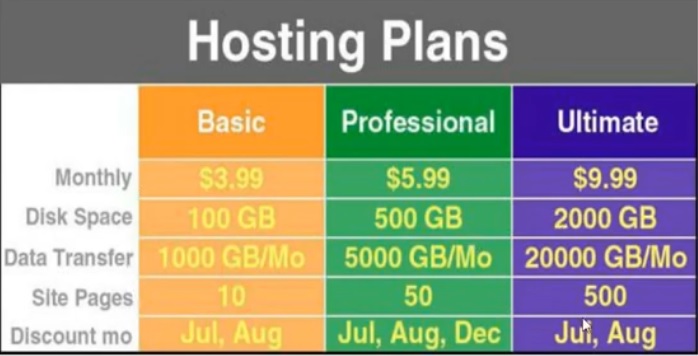 Hosting Plans
Basic Professional Ultimate
Monthly $3.99 $5.99 $9.99
Disk Space 100 GB 500 GB 2000 GB
Data Transfer 1000 GB/Mo 5000 GB/Mo 20000 GB/Mo
Site Pages 10 50 500
Discount mo Jul, Aug Jul, Aug, Dec Jul, Aug